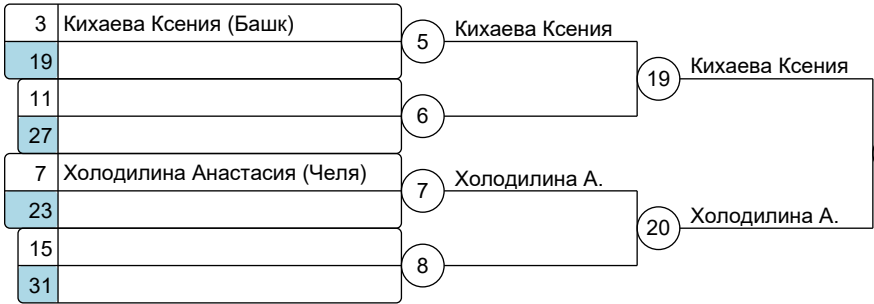 3 Кихаева Ксения (Башк)
5 Кихаева Ксения
19
19 Кихаева Ксения
11
6
27
7 Холодилина Анастасия (Челя)
7 Холодилина А.
23
20 Холодилина А.
15
8
31